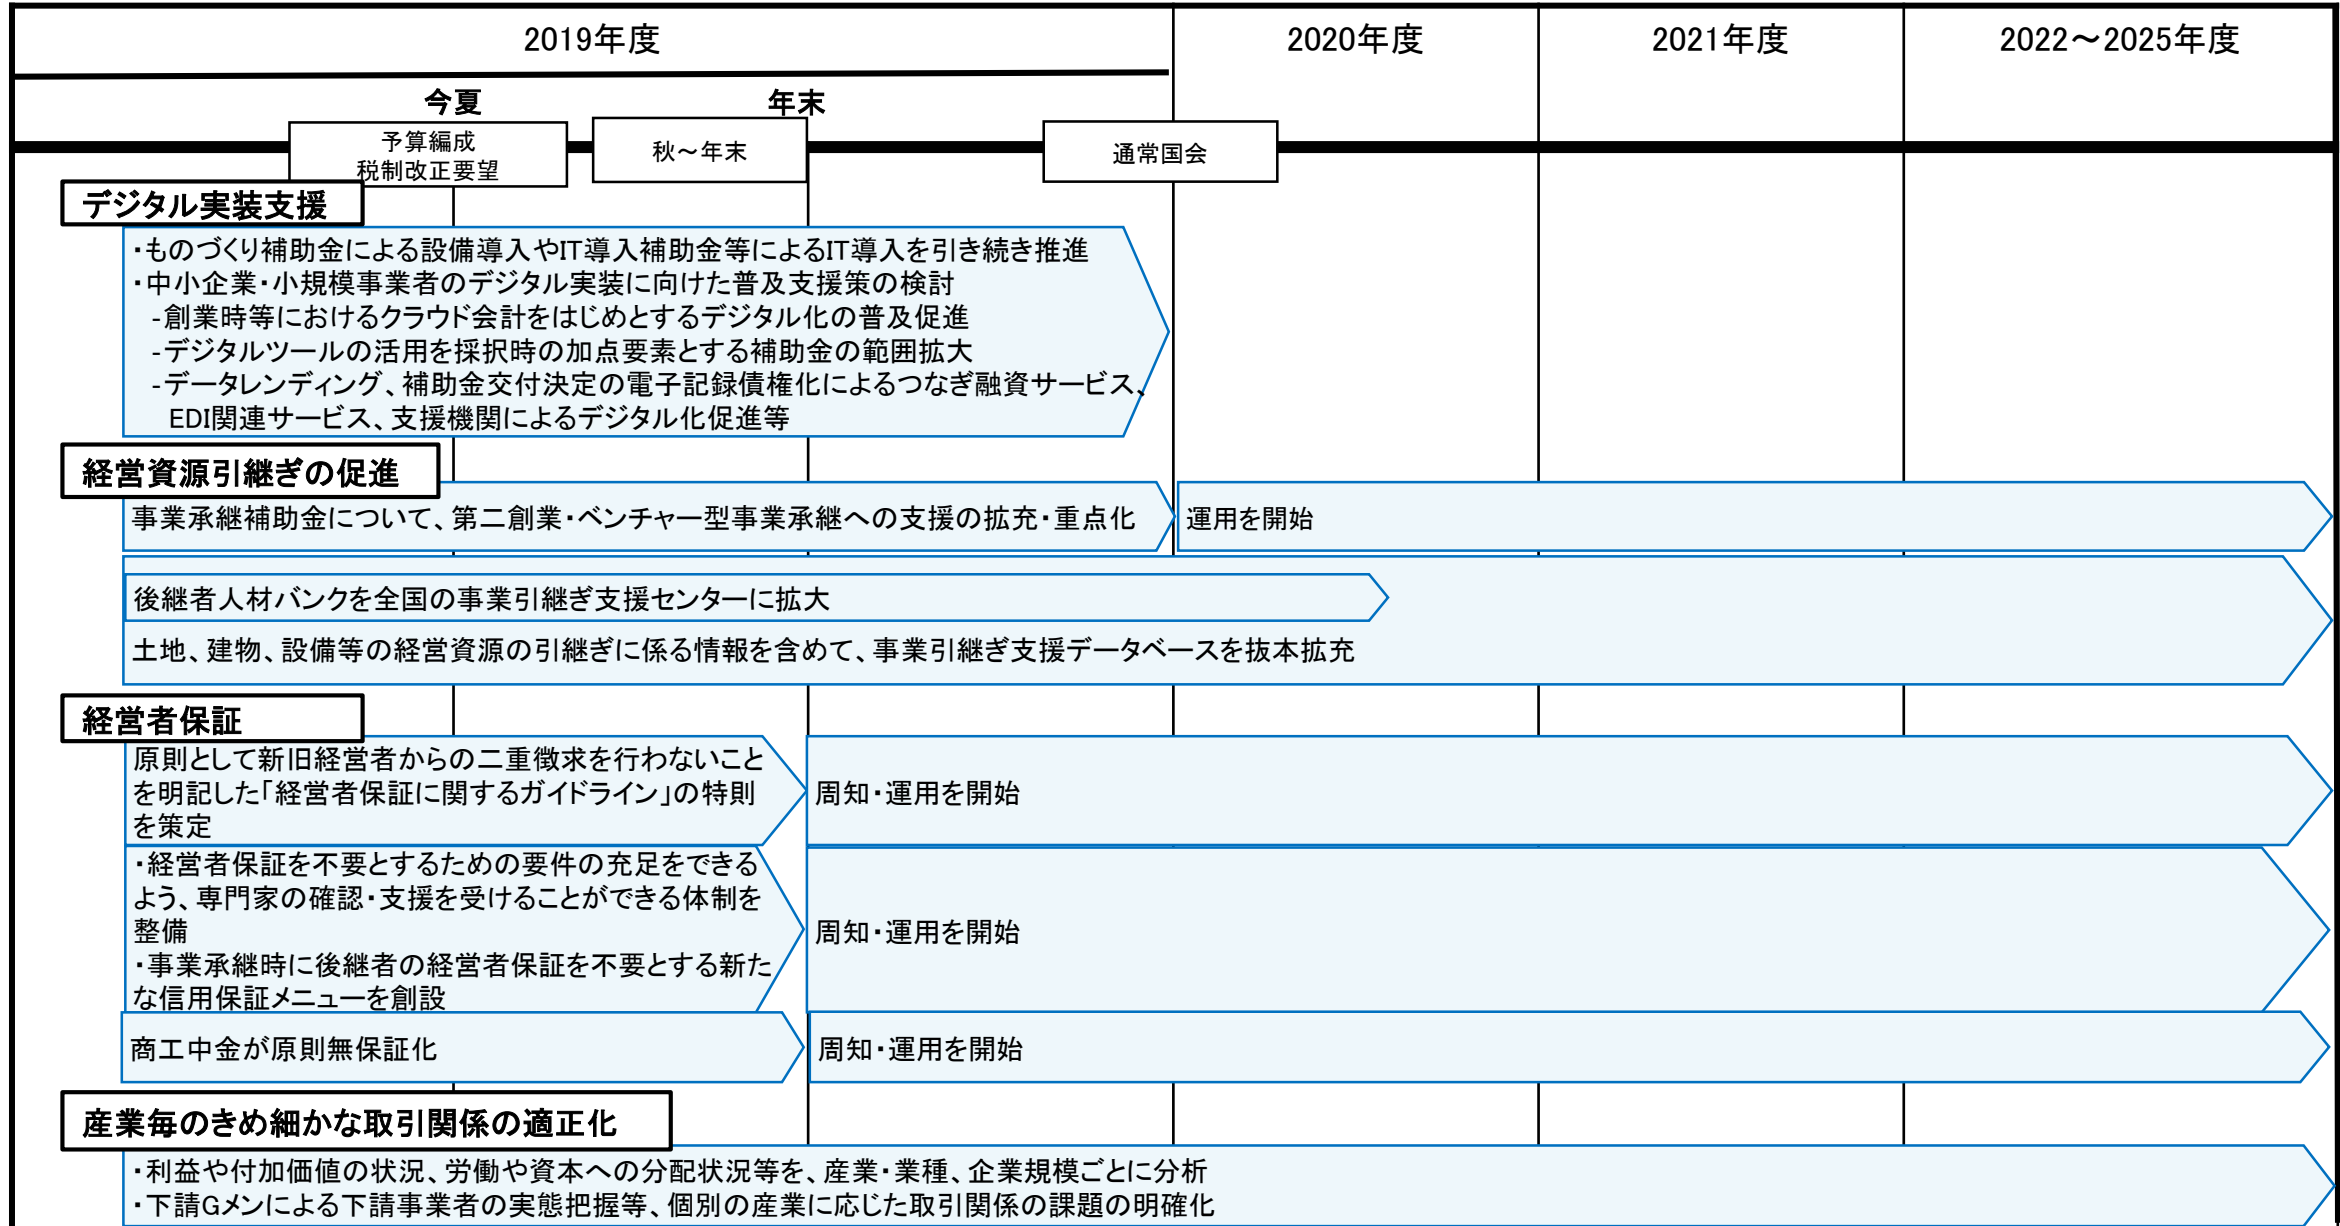 2019年度
2020年度
2021年度
2022～2025年度
今夏
年末
予算編成
税制改正要望
秋～年末
通常国会
デジタル実装支援
・ものづくり補助金による設備導入やIT導入補助金等によるIT導入を引き続き推進
・中小企業・小規模事業者のデジタル実装に向けた普及支援策の検討
-創業時等におけるクラウド会計をはじめとするデジタル化の普及促進
-デジタルツールの活用を採択時の加点要素とする補助金の範囲拡大
-データレンディング、補助金交付決定の電子記録債権化によるつなぎ融資サービス、
EDI関連サービス、支援機関によるデジタル化促進等
経営資源引継ぎの促進
事業承継補助金について、第二創業・ベンチャー型事業承継への支援の拡充・重点化
運用を開始
後継者人材バンクを全国の事業引継ぎ支援センターに拡大
土地、建物、設備等の経営資源の引継ぎに係る情報を含めて、事業引継ぎ支援データベースを抜本拡充
経営者保証
原則として新旧経営者からの二重徴求を行わないこと
を明記した「経営者保証に関するガイドライン」の特則
を策定
周知・運用を開始
・経営者保証を不要とするための要件の充足をできる
よう、専門家の確認・支援を受けることができる体制を
整備
・事業承継時に後継者の経営者保証を不要とする新た
な信用保証メニューを創設
周知・運用を開始
商工中金が原則無保証化
周知・運用を開始
産業毎のきめ細かな取引関係の適正化
・利益や付加価値の状況、労働や資本への分配状況等を、産業・業種、企業規模ごとに分析
・下請Gメンによる下請事業者の実態把握等、個別の産業に応じた取引関係の課題の明確化